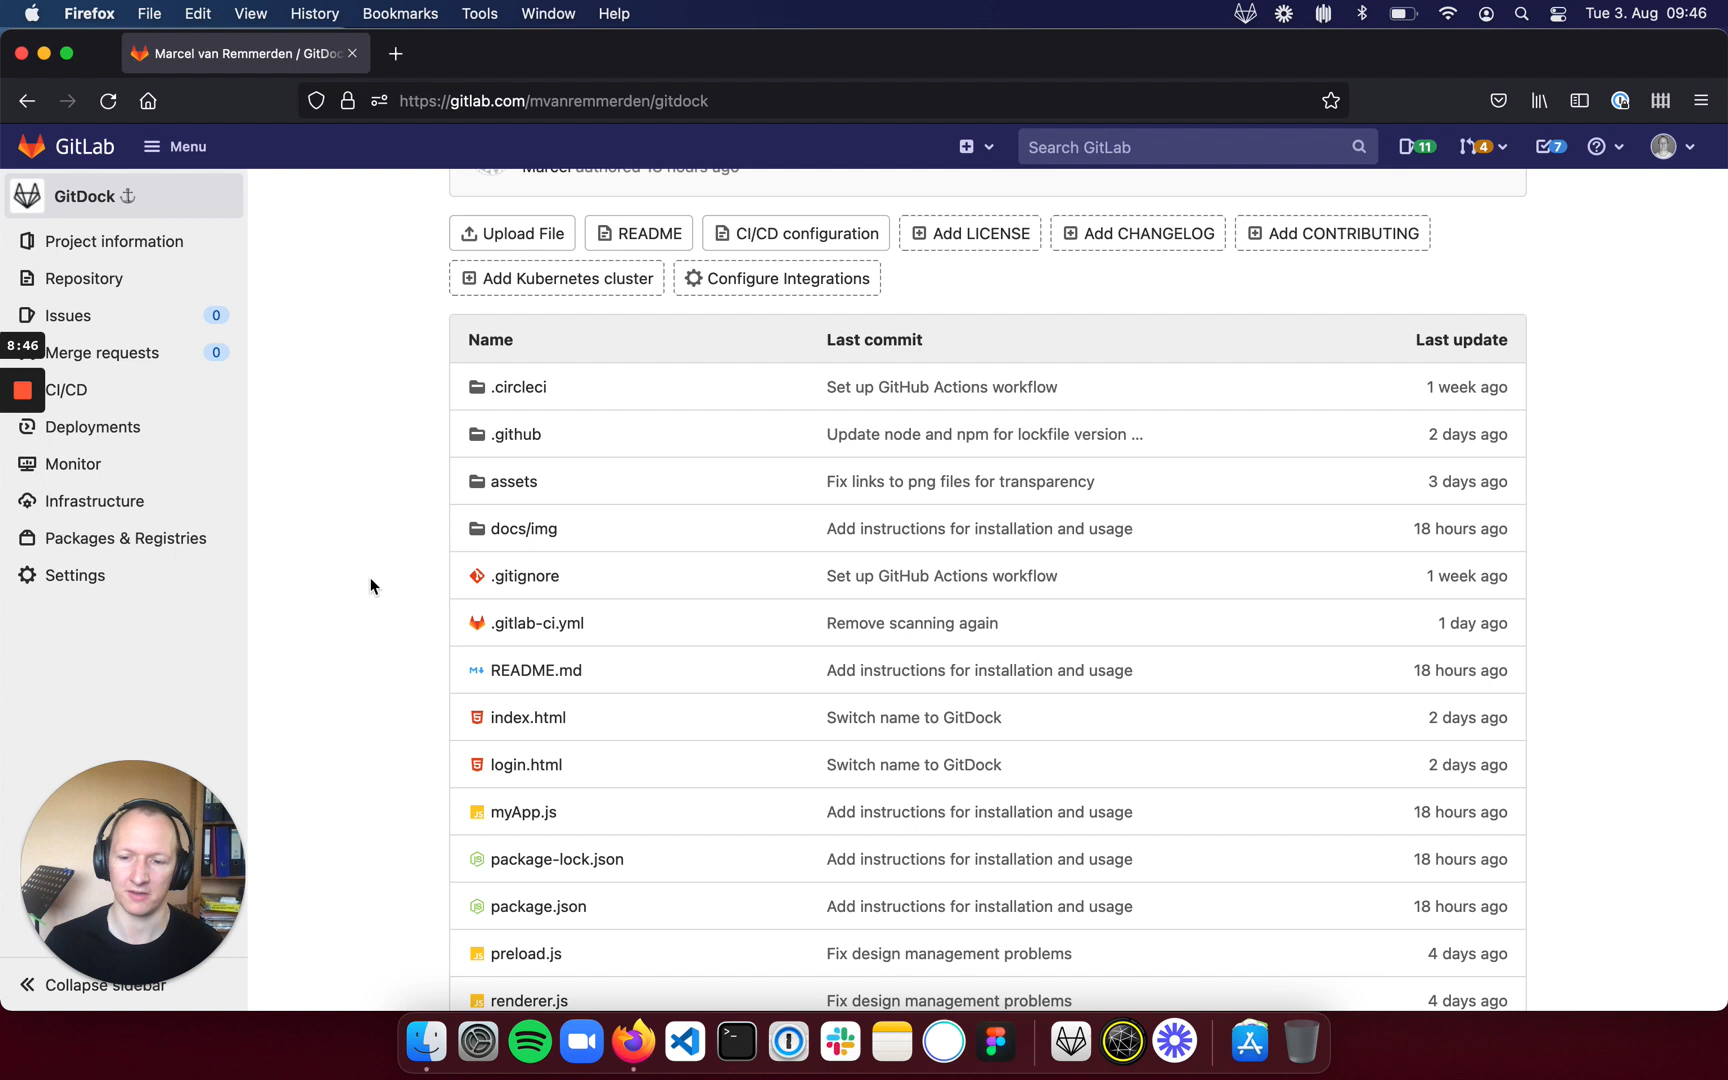 Firefox File Edit View History Bookmarks Tools Window Help Tue 3. Aug 09:46
Marcel van Remmerden / GitDoc
https://gitlab.com/mvanremmerden/gitdock
GitLab Menu Search GitLab 11 4 7
GitDock
Project information
Repository
Issues 0
8:46
Merge requests 0
CI/CD
Deployments
Monitor
Infrastructure
Packages & Registries
Settings
Collapse sidebar
Marcel authored 18 hours ago
Upload File README CI/CD configuration Add LICENSE Add CHANGELOG Add CONTRIBUTING
Add Kubernetes cluster Configure Integrations
Name Last commit Last update
.circleci Set up GitHub Actions workflow 1 week ago
.github Update node and npm for lockfile version ... 2 days ago
assets Fix links to png files for transparency 3 days ago
docs/img Add instructions for installation and usage 18 hours ago
.gitignore Set up GitHub Actions workflow 1 week ago
.gitlab-ci.yml Remove scanning again 1 day ago
README.md Add instructions for installation and usage 18 hours ago
index.html Switch name to GitDock 2 days ago
login.html Switch name to GitDock 2 days ago
myApp.js Add instructions for installation and usage 18 hours ago
package-lock.json Add instructions for installation and usage 18 hours ago
package.json Add instructions for installation and usage 18 hours ago
preload.js Fix design management problems 4 days ago
renderer.js Fix design management problems 4 days ago